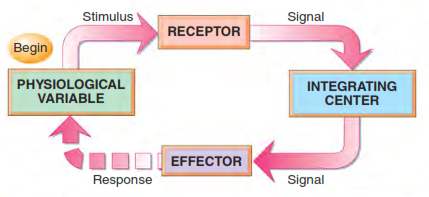 Stimulus
Signal
RECEPTOR
Begin
PHYSIOLOGICAL
VARIABLE
INTEGRATING
CENTER
EFFECTOR
Response
Signal